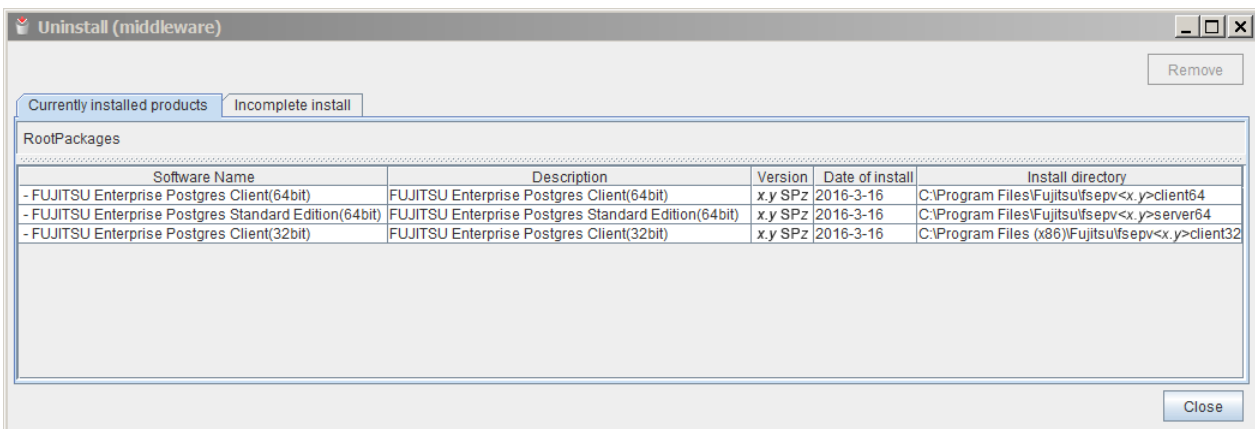 Uninstall (middleware)
Remove
Currently installed products Incomplete install
RootPackages
Software Name Description Version Date of install Install directory
- FUJITSU Enterprise Postgres Client(64bit) FUJITSU Enterprise Postgres Client(64bit) x.y SPz 2016-3-16 C:\Program Files\Fujitsu\fsepv<x.y>client64
- FUJITSU Enterprise Postgres Standard Edition(64bit) FUJITSU Enterprise Postgres Standard Edition(64bit) x.y SPz 2016-3-16 C:\Program Files\Fujitsu\fsepv<x.y>server64
- FUJITSU Enterprise Postgres Client(32bit) FUJITSU Enterprise Postgres Client(32bit) x.y SPz 2016-3-16 C:\Program Files (x86)\Fujitsu\fsepv<x.y>client32
Close